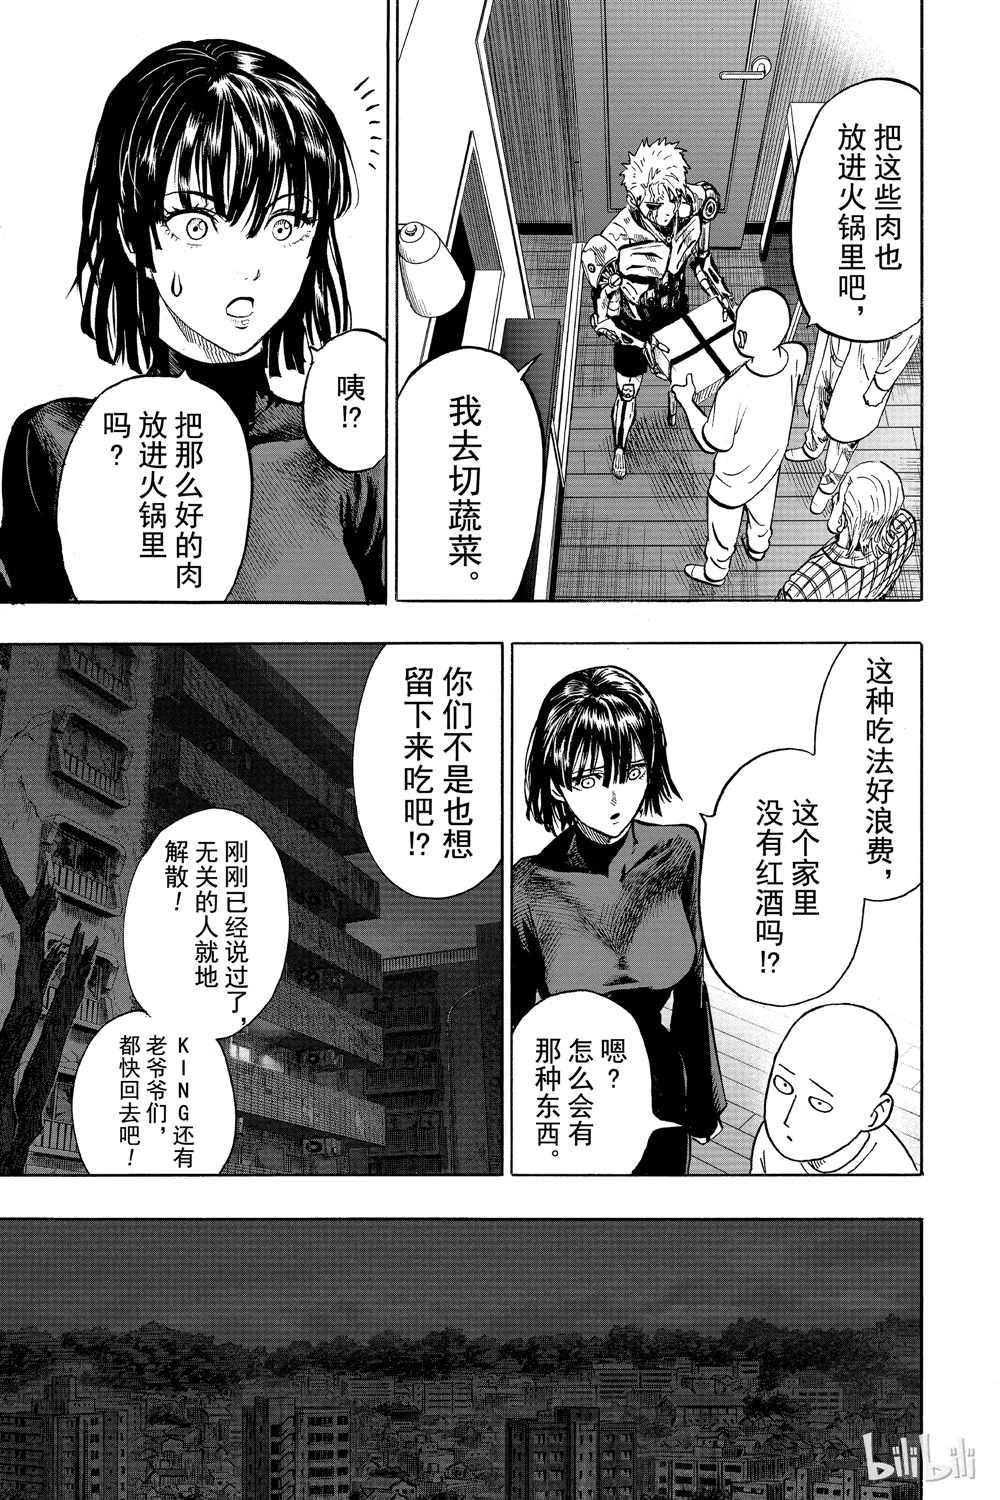 把这些肉也
放进火锅里吧，
我去切蔬菜。
咦!?
把那么好的肉
放进火锅里
吗？
这种吃法好浪费，
这个家里
没有红酒吗!?
嗯？
怎么会有
那种东西。
你们不是也想
留下来吃吧!?
刚刚已经说过了，
无关的人就地
解散！
KING还有
老爷爷们，
都快回去吧！
bilibili